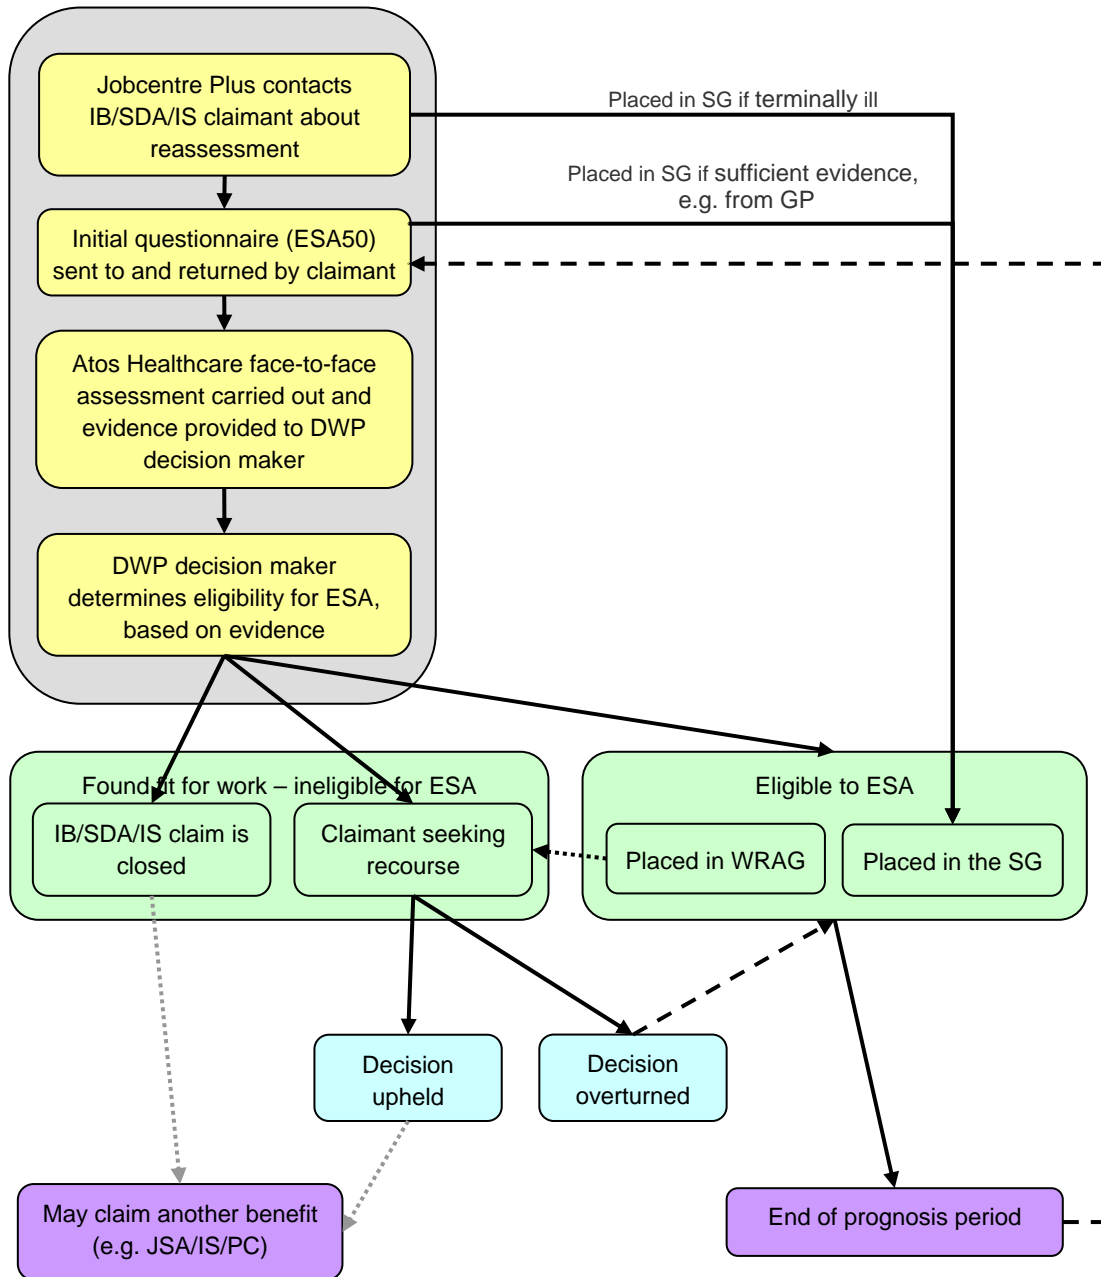 Jobcentre Plus contacts
IB/SDA/IS claimant about
reassessment
Placed in SG if terminally ill
Placed in SG if sufficient evidence,
e.g. from GP
Initial questionnaire (ESA50)
sent to and returned by claimant
Atos Healthcare face-to-face
assessment carried out and
evidence provided to DWP
decision maker
DWP decision maker
determines eligibility for ESA,
based on evidence
Found fit for work – ineligible for ESA
IB/SDA/IS claim is
closed
Claimant seeking
recourse
Eligible to ESA
Placed in WRAG
Placed in the SG
Decision
upheld
Decision
overturned
May claim another benefit
(e.g. JSA/IS/PC)
End of prognosis period